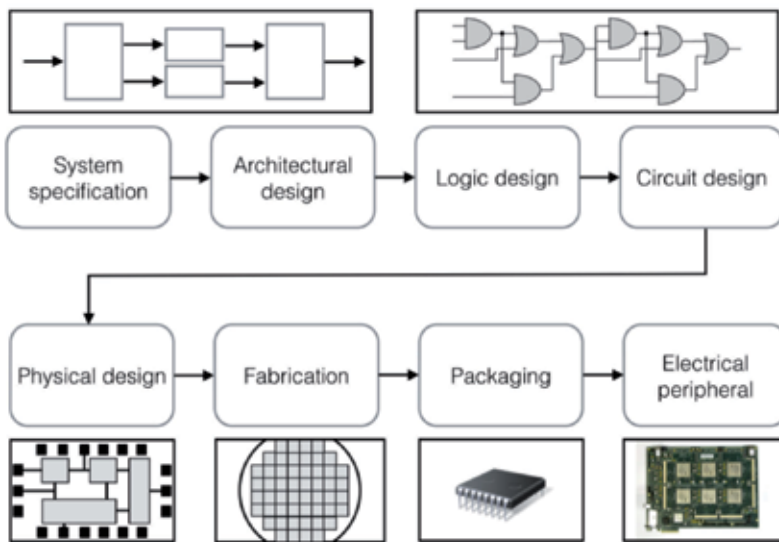 System
specification
Architectural
design
Logic design
Circuit design
Physical design
Fabrication
Packaging
Electrical
peripheral